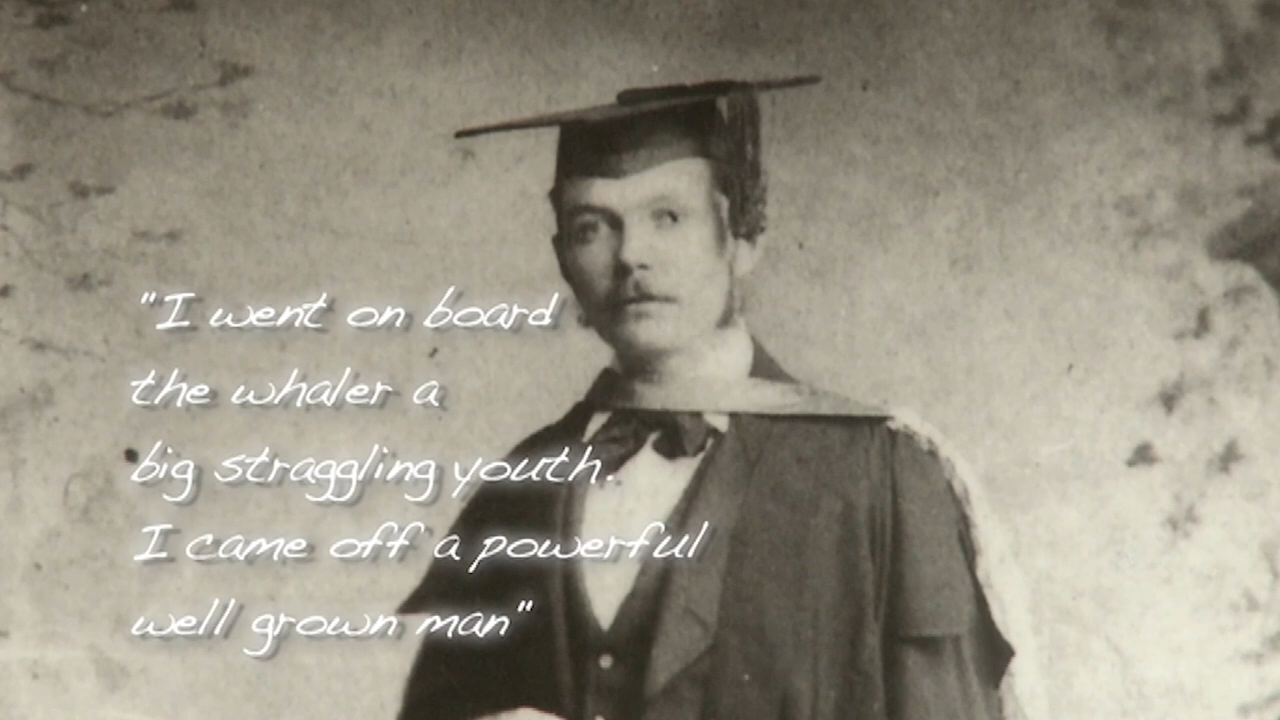 "I went on board
the whaler a
big straggling youth.
I came off a powerful
well grown man"